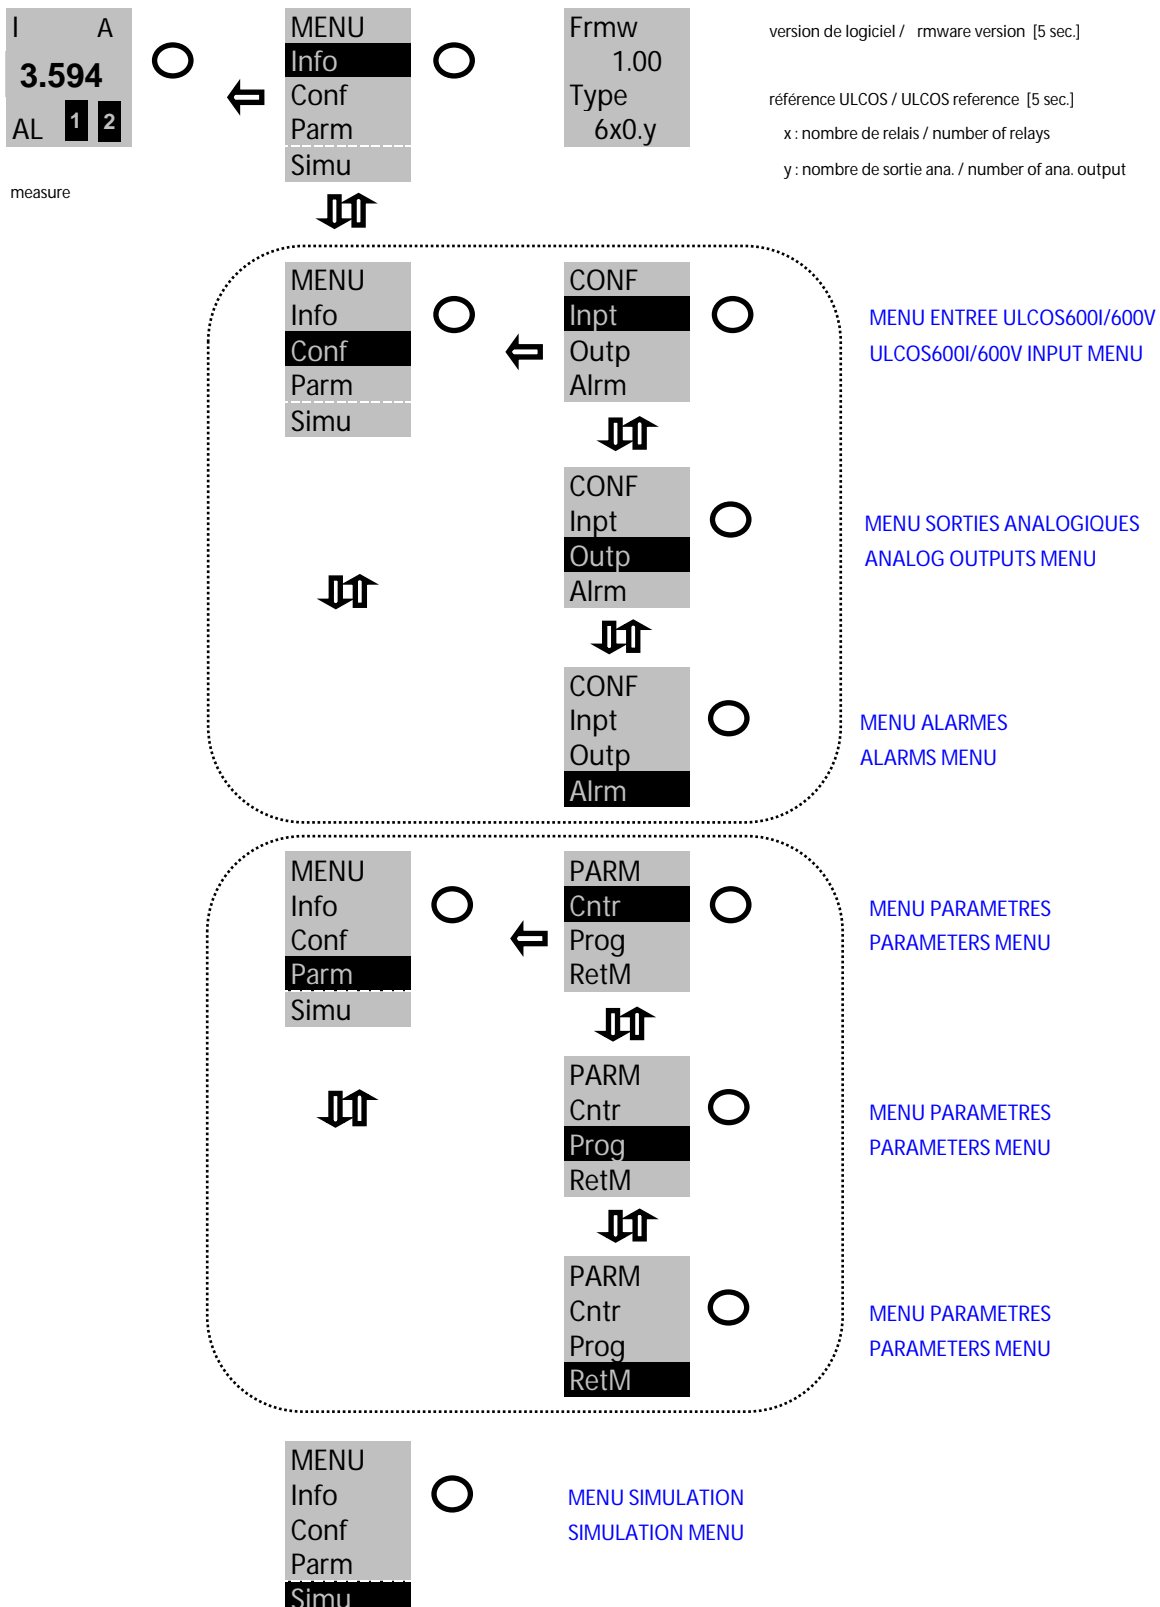 I A
3.594
AL 1 2
measure
MENU
Info
Conf
Parm
Simu
Frmw
1.00
Type
6x0.y
version de logiciel / rmware version [5 sec.]
référence ULCOS / ULCOS reference [5 sec.]
x : nombre de relais / number of relays
y : nombre de sortie ana. / number of ana. output
MENU
Info
Conf
Parm
Simu
CONF
Inpt
Outp
Alrm
MENU ENTREE ULCOS600I/600V
ULCOS600I/600V INPUT MENU
CONF
Inpt
Outp
Alrm
MENU SORTIES ANALOGIQUES
ANALOG OUTPUTS MENU
CONF
Inpt
Outp
Alrm
MENU ALARMES
ALARMS MENU
MENU
Info
Conf
Parm
Simu
PARM
Cntr
Prog
RetM
MENU PARAMETRES
PARAMETERS MENU
PARM
Cntr
Prog
RetM
MENU PARAMETRES
PARAMETERS MENU
PARM
Cntr
Prog
RetM
MENU PARAMETRES
PARAMETERS MENU
MENU
Info
Conf
Parm
Simu
MENU SIMULATION
SIMULATION MENU